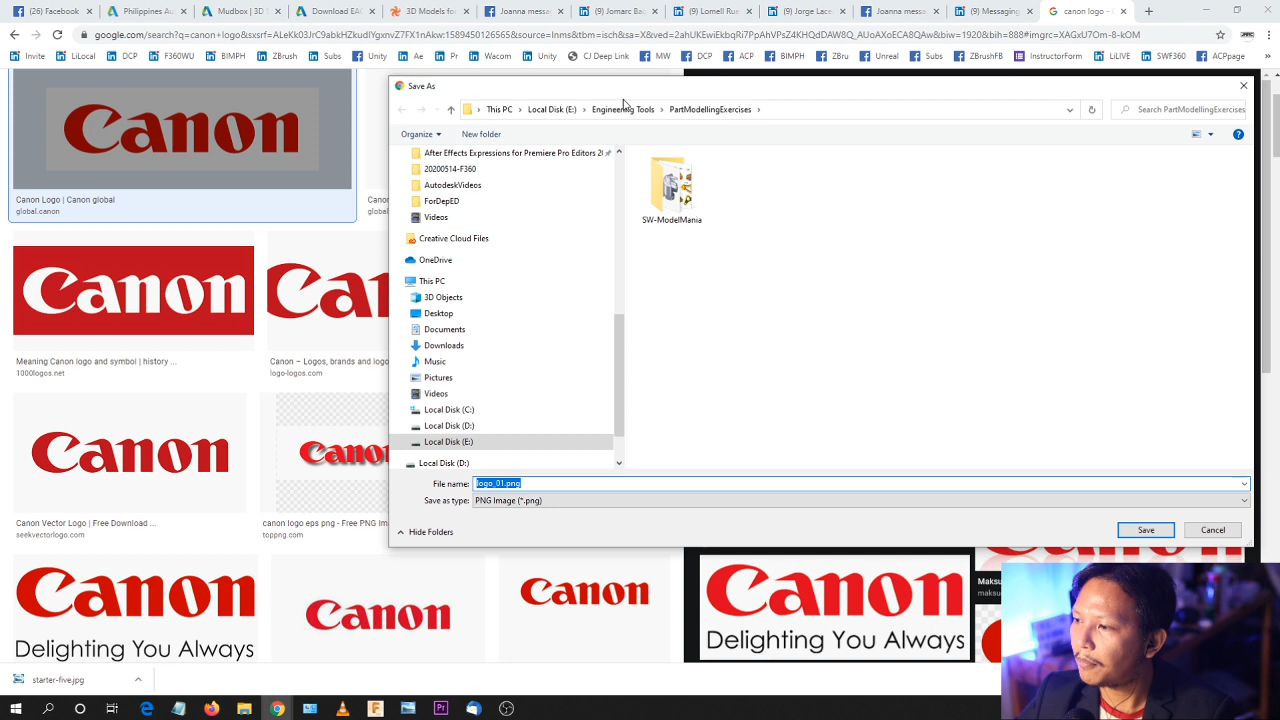 (26) Facebook
Philippines Au
Mudbox | 3D S
Download EAC
3D Models for
Joanna messa
(9) Jomarc Bac
(9) Lomell Rue
(9) Jorge Lace
Joanna messa
(9) Messaging
canon logo -
google.com/search?q=canon+logo&sxsrf=ALeKk03JrC9abkHZkudlYgxnvZ7FX1nAkw:1589450126565&source=lnms&tbm=isch&sa=X&ved=2ahUKEwiEkbqRi7PpAhVPsZ4KHQdDAW8Q_AUoAXoECA8QAw&biw=1920&bih=888#imgrc=XAGxU7Om-8-kOM
Invite
LiLocal
DCP
F360WU
BIMPH
ZBrush
Subs
Ae
Pr
Wacom
Unity
CJ Deep Link
MW
DCP
ACP
BIMPH
ZBru
Unreal
Subs
ZBrushFB
InstructorForm
LiLIVE
SWF360
ACPpage
Save As
This PC
Local Disk (E:)
Engineering Tools
PartModellingExercises
Search PartModellingExercises
Organize
New folder
After Effects Expressions for Premiere Pro Editors 2
20200514-F360
AutodeskVideos
ForDepED
Videos
Creative Cloud Files
OneDrive
This PC
3D Objects
Desktop
Documents
Downloads
Music
Pictures
Videos
Local Disk (C:)
Local Disk (D:)
Local Disk (E:)
Local Disk (D:)
SW-ModelMania
File name:
logo_01.png
Save as type:
PNG Image (*.png)
Hide Folders
Save
Cancel
Canon
Canon Logo | Canon global
global.canon
Canon
Meaning Canon logo and symbol | history ...
1000logos.net
Canon – Logos, brands and logo
logo-logos.com
Canon
Canon Vector Logo | Free Download ...
seekvectorlogo.com
canon logo eps png - Free PNG Im
toppng.com
Canon
Delighting You Always
Canon
Canon
Canon
Delighting You Always
Maksu
maksu
starter-five.jpg